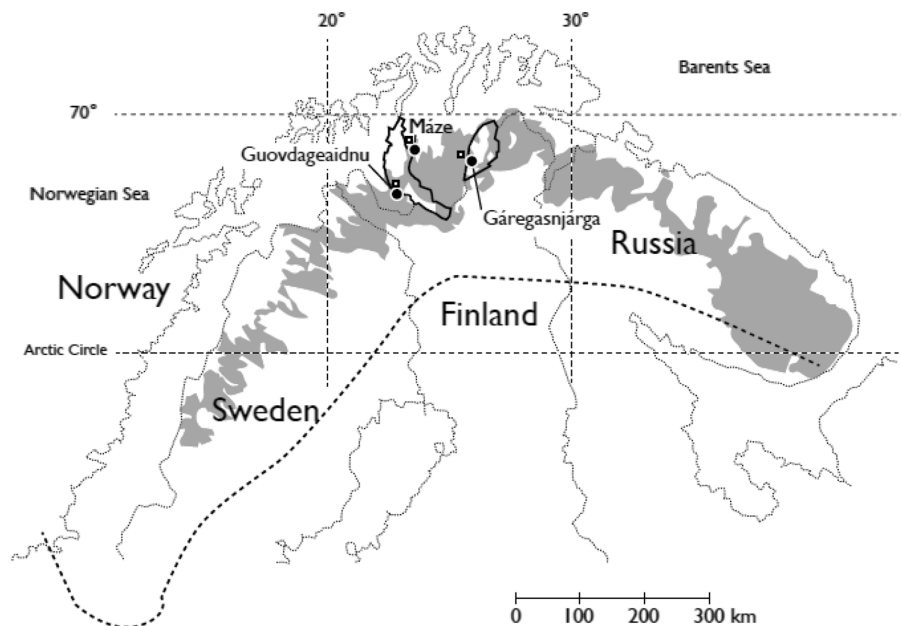 20°
30°
Barents Sea
70°
Máze
Guovdageaidnu
Norwegian Sea
Gáregasnjárga
Russia
Norway
Finland
Arctic Circle
Sweden
0 100 200 300 km